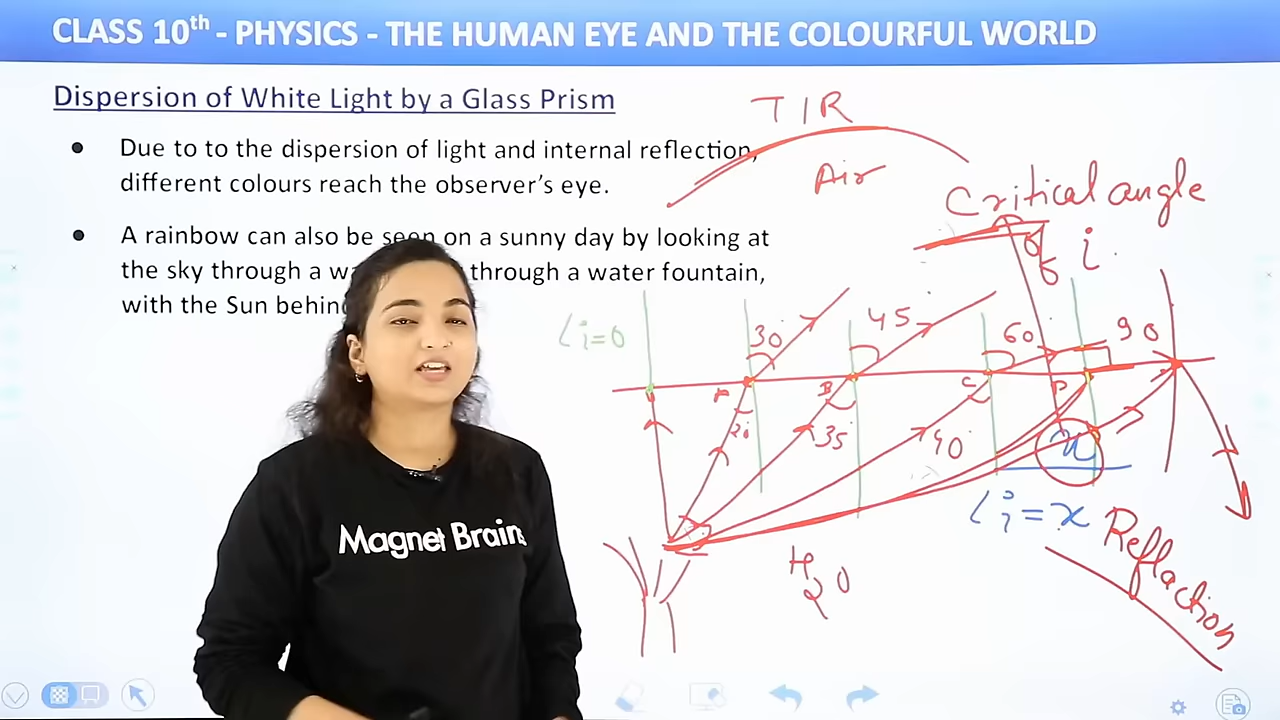 CLASS 10th - PHYSICS - THE HUMAN EYE AND THE COLOURFUL WORLD
Dispersion of White Light by a Glass Prism
TIR
• Due to to the dispersion of light and internal reflection,
different colours reach the observer's eye.
Air
Critical angle
of i
• A rainbow can also be seen on a sunny day by looking at
the sky through a through a water fountain,
with the Sun behin
∠i=0
30°
45
60
90
A
B
C
D
35
40
x
∠i = x
Reflaction
H2O
Magnet Brains